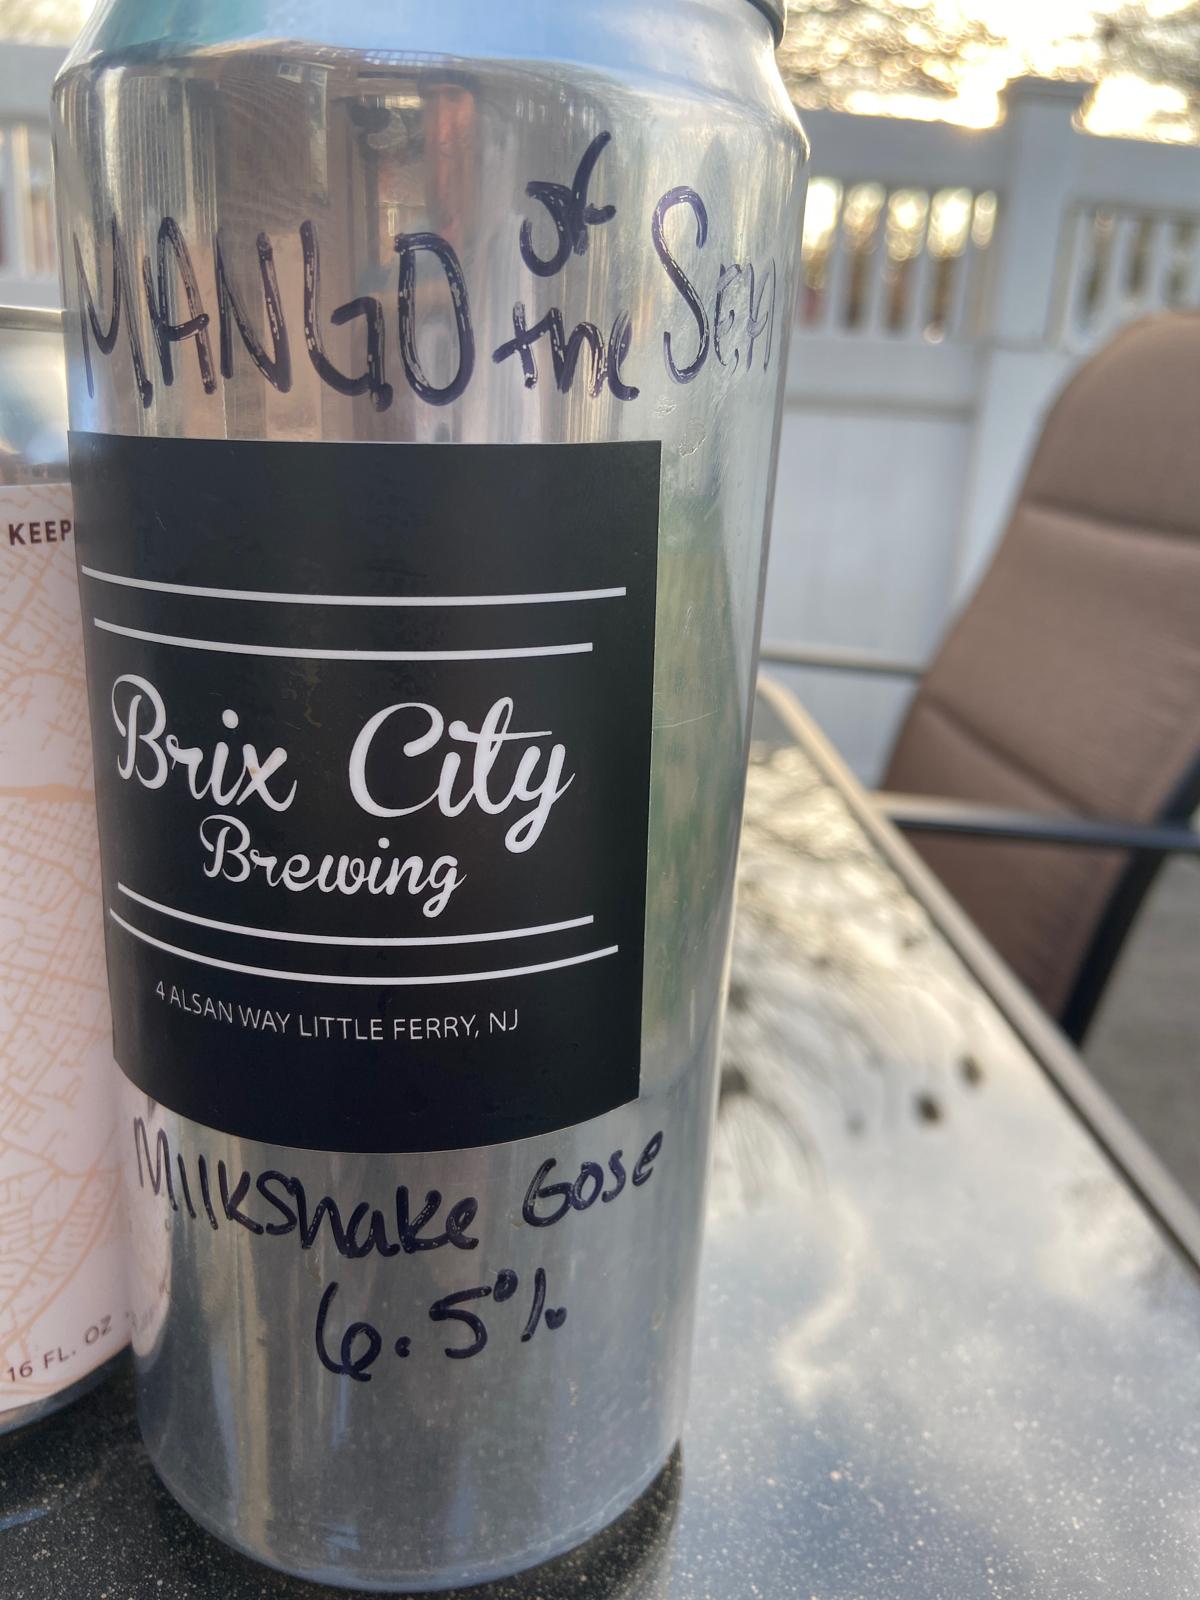 MANGO of the Sea
Brix City
Brewing
4 ALSAN WAY LITTLE FERRY, NJ
Milkshake Gose
6.5%
KEEP
16 FL. OZ